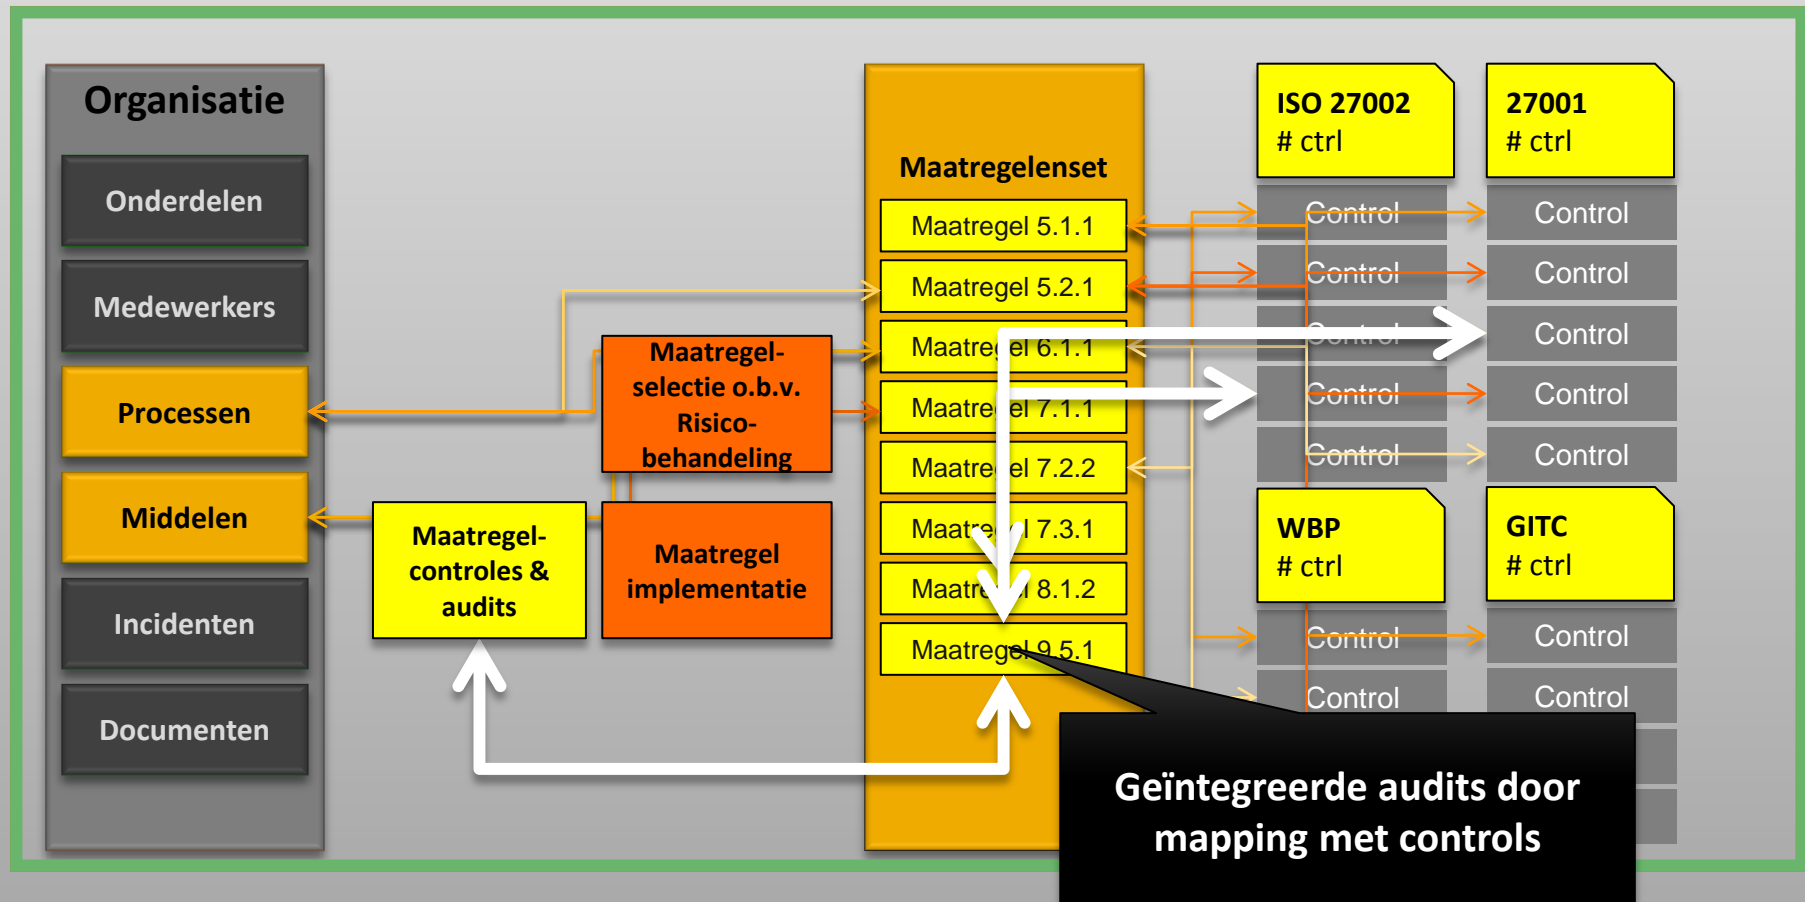 Organisatie
Onderdelen
Medewerkers
Processen
Middelen
Incidenten
Documenten
Maatregel-
selectie o.b.v.
Risico-
behandeling
Maatregel-
controles &
audits
Maatregel
implementatie
Maatregelenset
Maatregel 5.1.1
Maatregel 5.2.1
Maatregel 6.1.1
Maatregel 7.1.1
Maatregel 7.2.2
Maatregel 7.3.1
Maatregel 8.1.2
Maatregel 9.5.1
ISO 27002
# ctrl
Control
Control
Control
Control
Control
27001
# ctrl
Control
Control
Control
Control
Control
WBP
# ctrl
Control
Control
GITC
# ctrl
Control
Control
Geïntegreerde audits door
mapping met controls